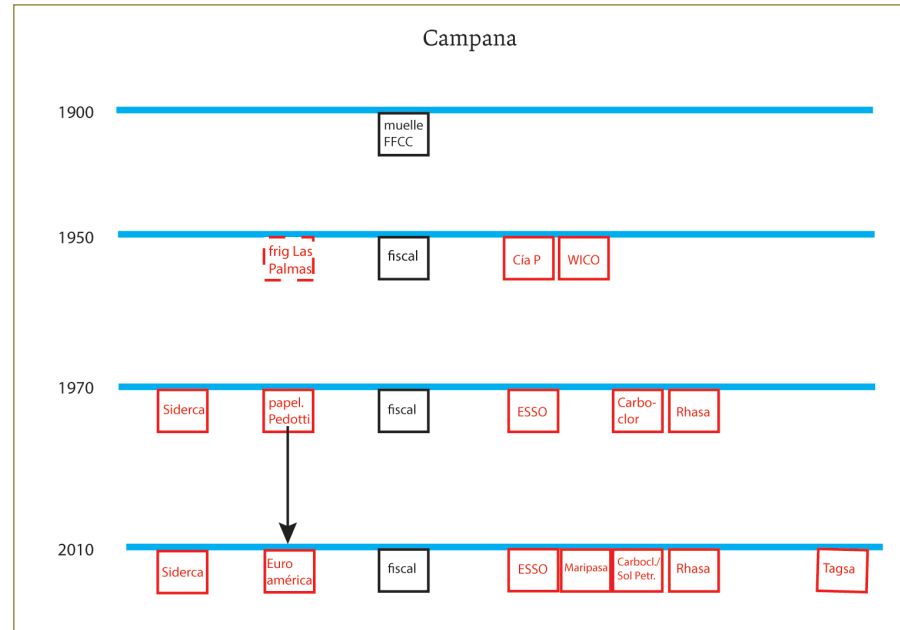 Campana
1900
muelle
FFCC
1950
frig Las
Palmas
fiscal
Cía P
WICO
1970
Siderca
papel.
Pedotti
fiscal
ESSO
Carbo-
clor
Rhasa
2010
Siderca
Euro
américa
fiscal
ESSO
Maripasa
Carbocl./
Sol Petr.
Rhasa
Tagsa